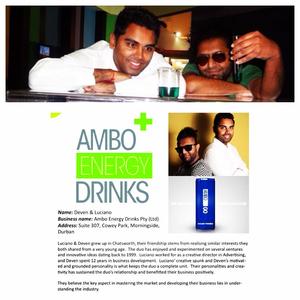 AMBO
ENERGY
DRINKS
Name: Deven & Luciano
Business name: Ambo Energy Drinks Pty (Ltd)
Address: Suite 307, Cowey Park, Morningside,
Durban
Luciano & Deven grew up in Chatsworth, their friendship stems from realising similar interests they
both shared from a very young age. The duo has enjoyed and experimented on several ventures
and innovative ideas dating back to 1999. Luciano worked for as a creative director in Advertising,
and Deven spent 12 years in business development. Luciano' creative spunk and Deven's motivat-
ed and grounded personality is what keeps the duo a complete unit. Their personalities and crea-
tivity has sustained the duo's relationship and benefited their business positively.
They believe the key aspect in mastering the market and developing their business lies in under-
standing the industry.